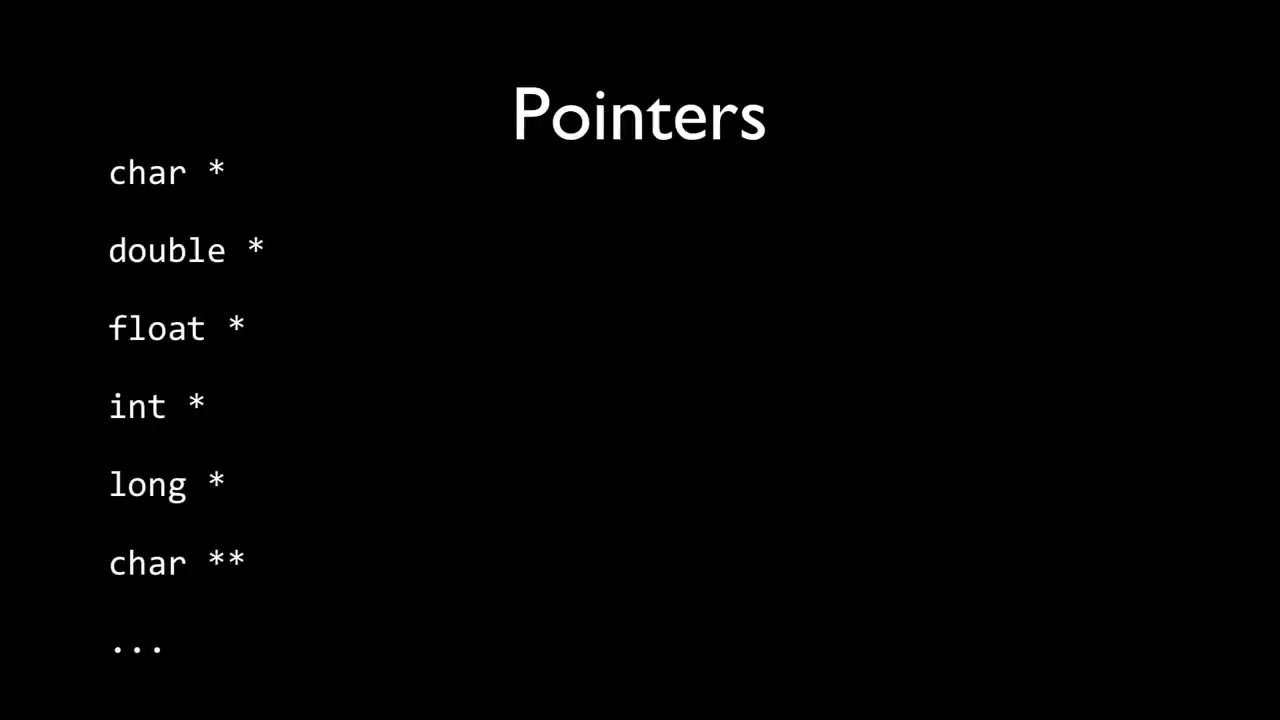 Pointers
char *
double *
float *
int *
long *
char **
...